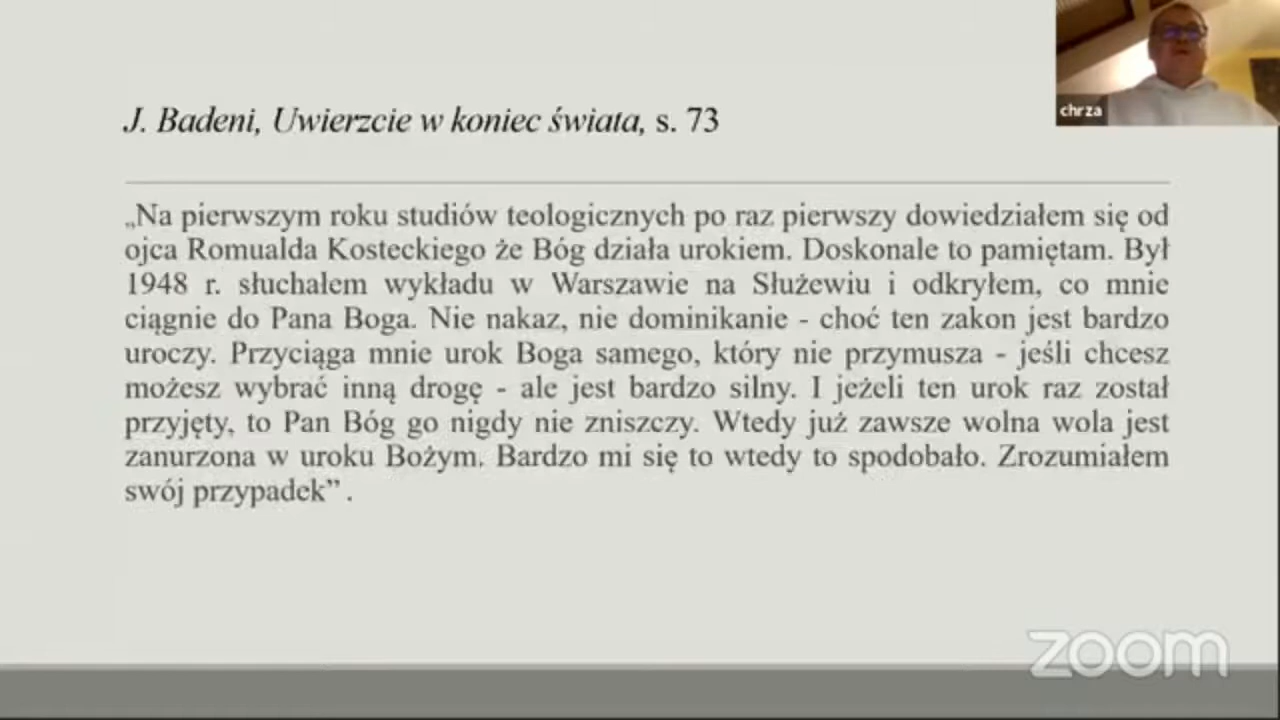 J. Badeni, Uwierzcie w koniec świata, s. 73
chrza
„Na pierwszym roku studiów teologicznych po raz pierwszy dowiedziałem się od
ojca Romualda Kosteckiego że Bóg działa urokiem. Doskonale to pamiętam. Był
1948 r. słuchałem wykładu w Warszawie na Służewiu i odkryłem, co mnie
ciągnie do Pana Boga. Nie nakaz, nie dominikanie - choć ten zakon jest bardzo
uroczy. Przyciąga mnie urok Boga samego, który nie przymusza - jeśli chcesz
możesz wybrać inną drogę - ale jest bardzo silny. I jeżeli ten urok raz został
przyjęty, to Pan Bóg go nigdy nie zniszczy. Wtedy już zawsze wolna wola jest
zanurzona w uroku Bożym. Bardzo mi się to wtedy to spodobało. Zrozumiałem
swój przypadek” .
zoom